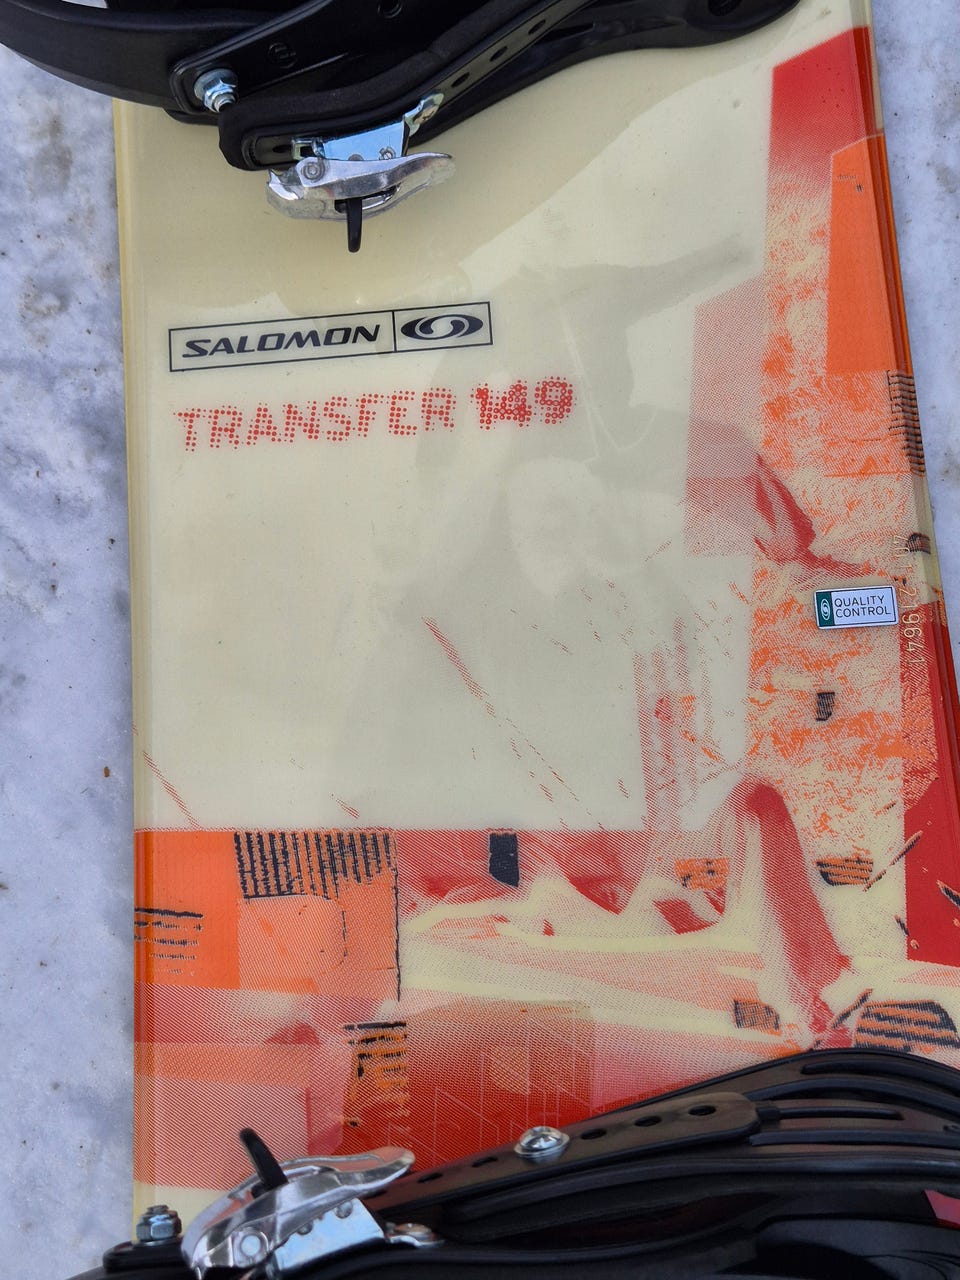 SALOMON
TRANSFER 149
QUALITY
CONTROL